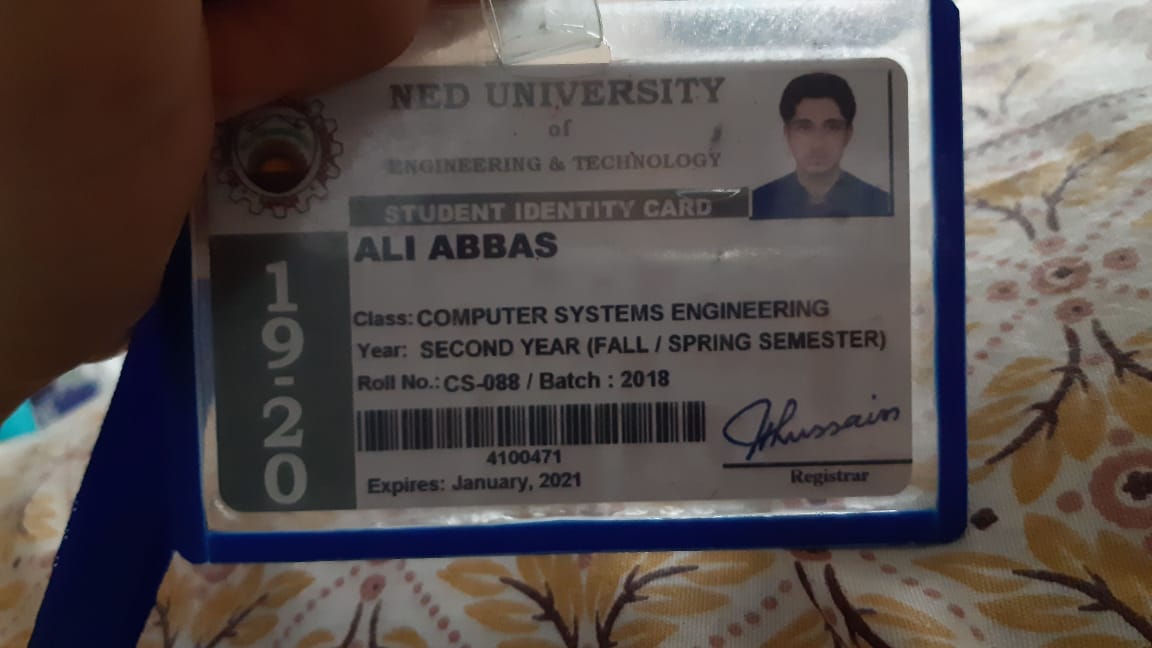 NED UNIVERSITY
of
ENGINEERING & TECHNOLOGY
STUDENT IDENTITY CARD
ALI ABBAS
19-20
Class: COMPUTER SYSTEMS ENGINEERING
Year: SECOND YEAR (FALL / SPRING SEMESTER)
Roll No.: CS-088 / Batch : 2018
4100471
Expires: January, 2021
Hussain
Registrar